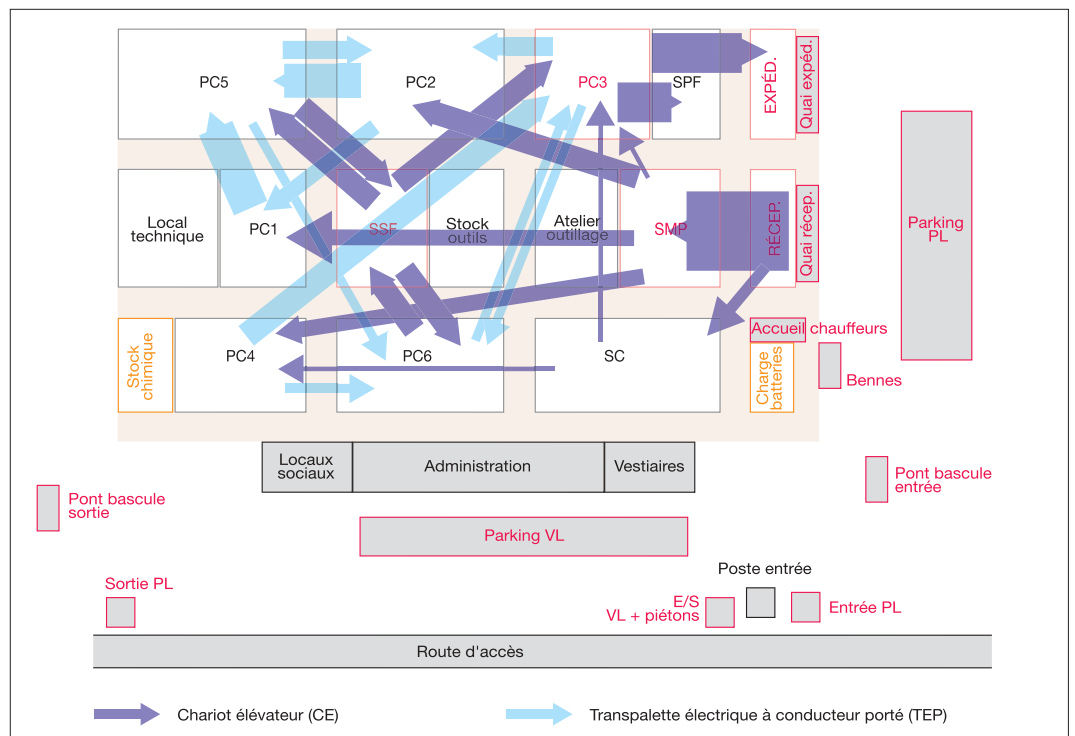 PC5
PC2
PC3
SPF
EXPÉD.
Quai expéd.
Local
technique
PC1
SSF
Stock
outils
Atelier
outillage
SMP
RÉCEP.
Quai récep.
Parking
PL
Stock
chimique
PC4
PC6
SC
Accueil chauffeurs
Charge
batteries
Bennes
Locaux
sociaux
Administration
Vestiaires
Pont bascule
entrée
Pont bascule
sortie
Parking VL
Poste entrée
Sortie PL
E/S
VL + piétons
Entrée PL
Route d'accès
Chariot élévateur (CE)
Transpalette électrique à conducteur porté (TEP)